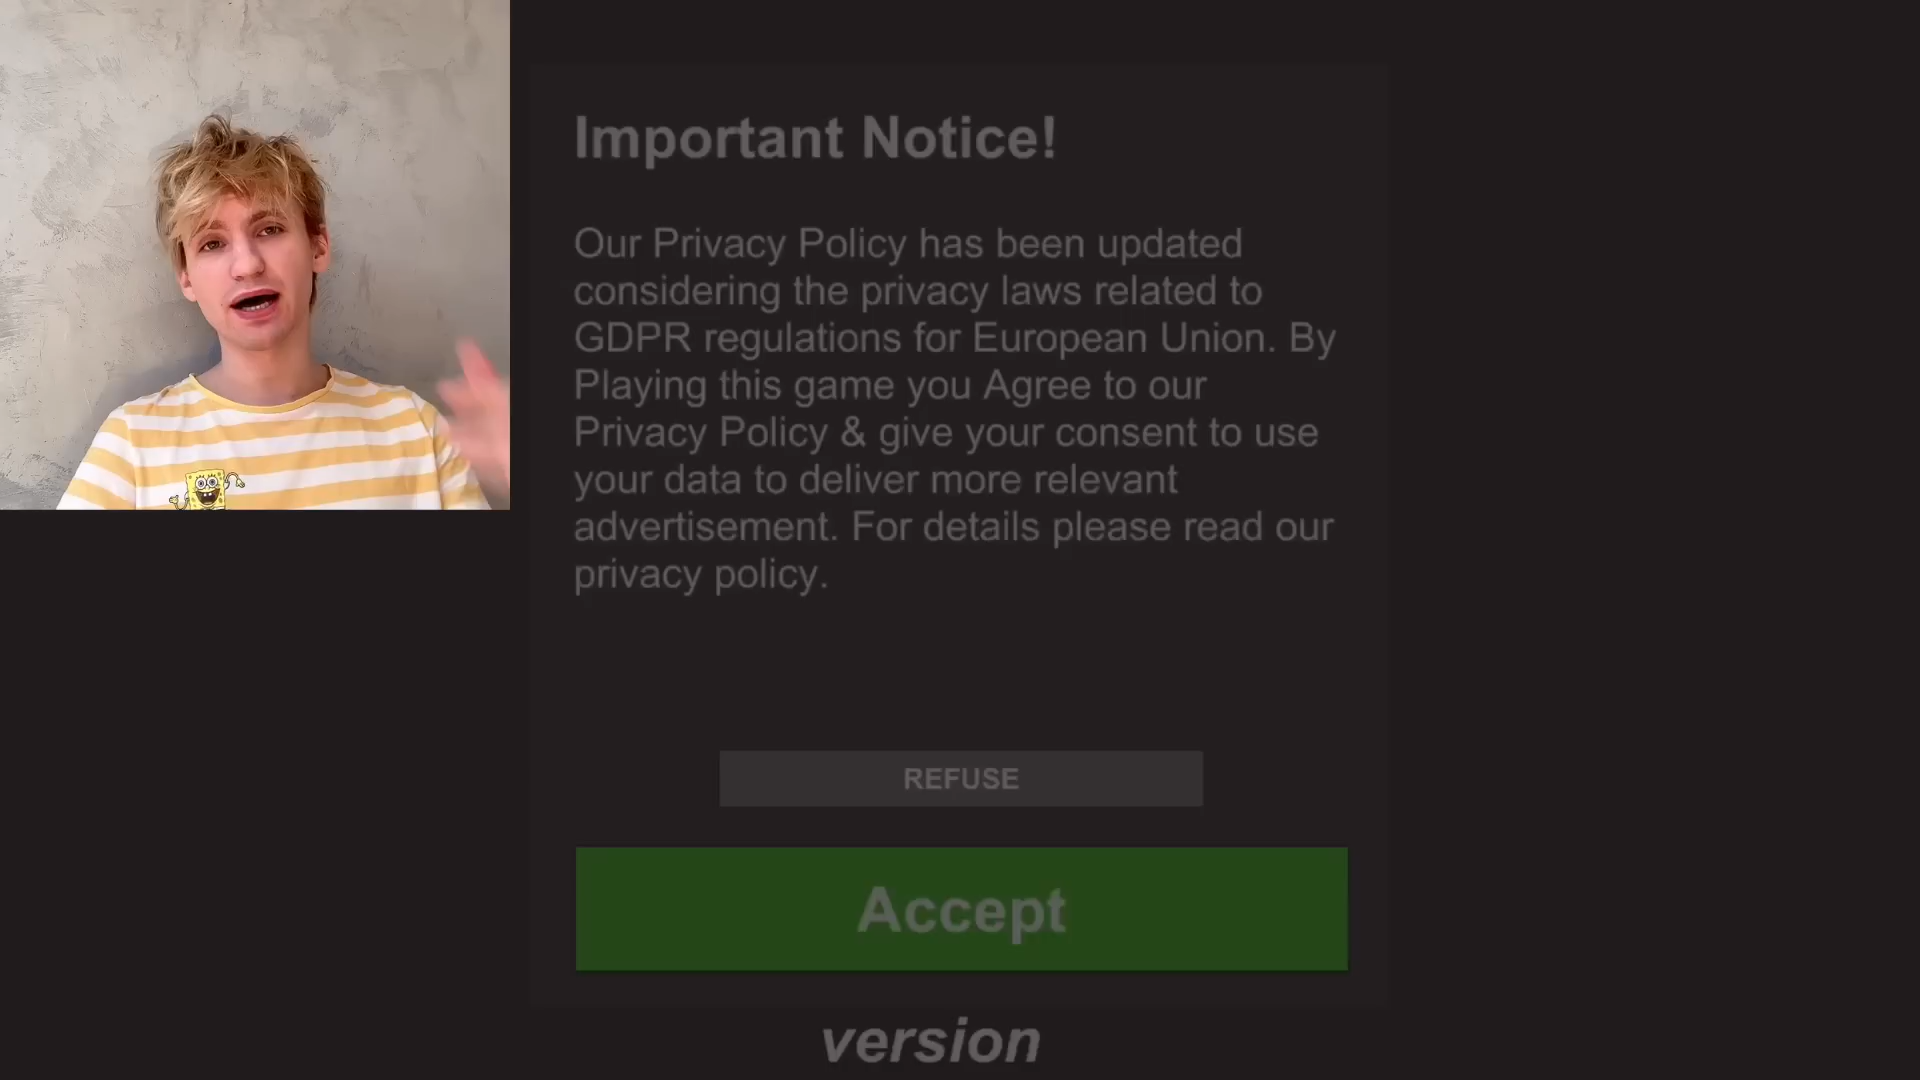 Important Notice!
Our Privacy Policy has been updated
considering the privacy laws related to
GDPR regulations for European Union. By
Playing this game you Agree to our
Privacy Policy & give your consent to use
your data to deliver more relevant
advertisement. For details please read our
privacy policy.
REFUSE
Accept
version